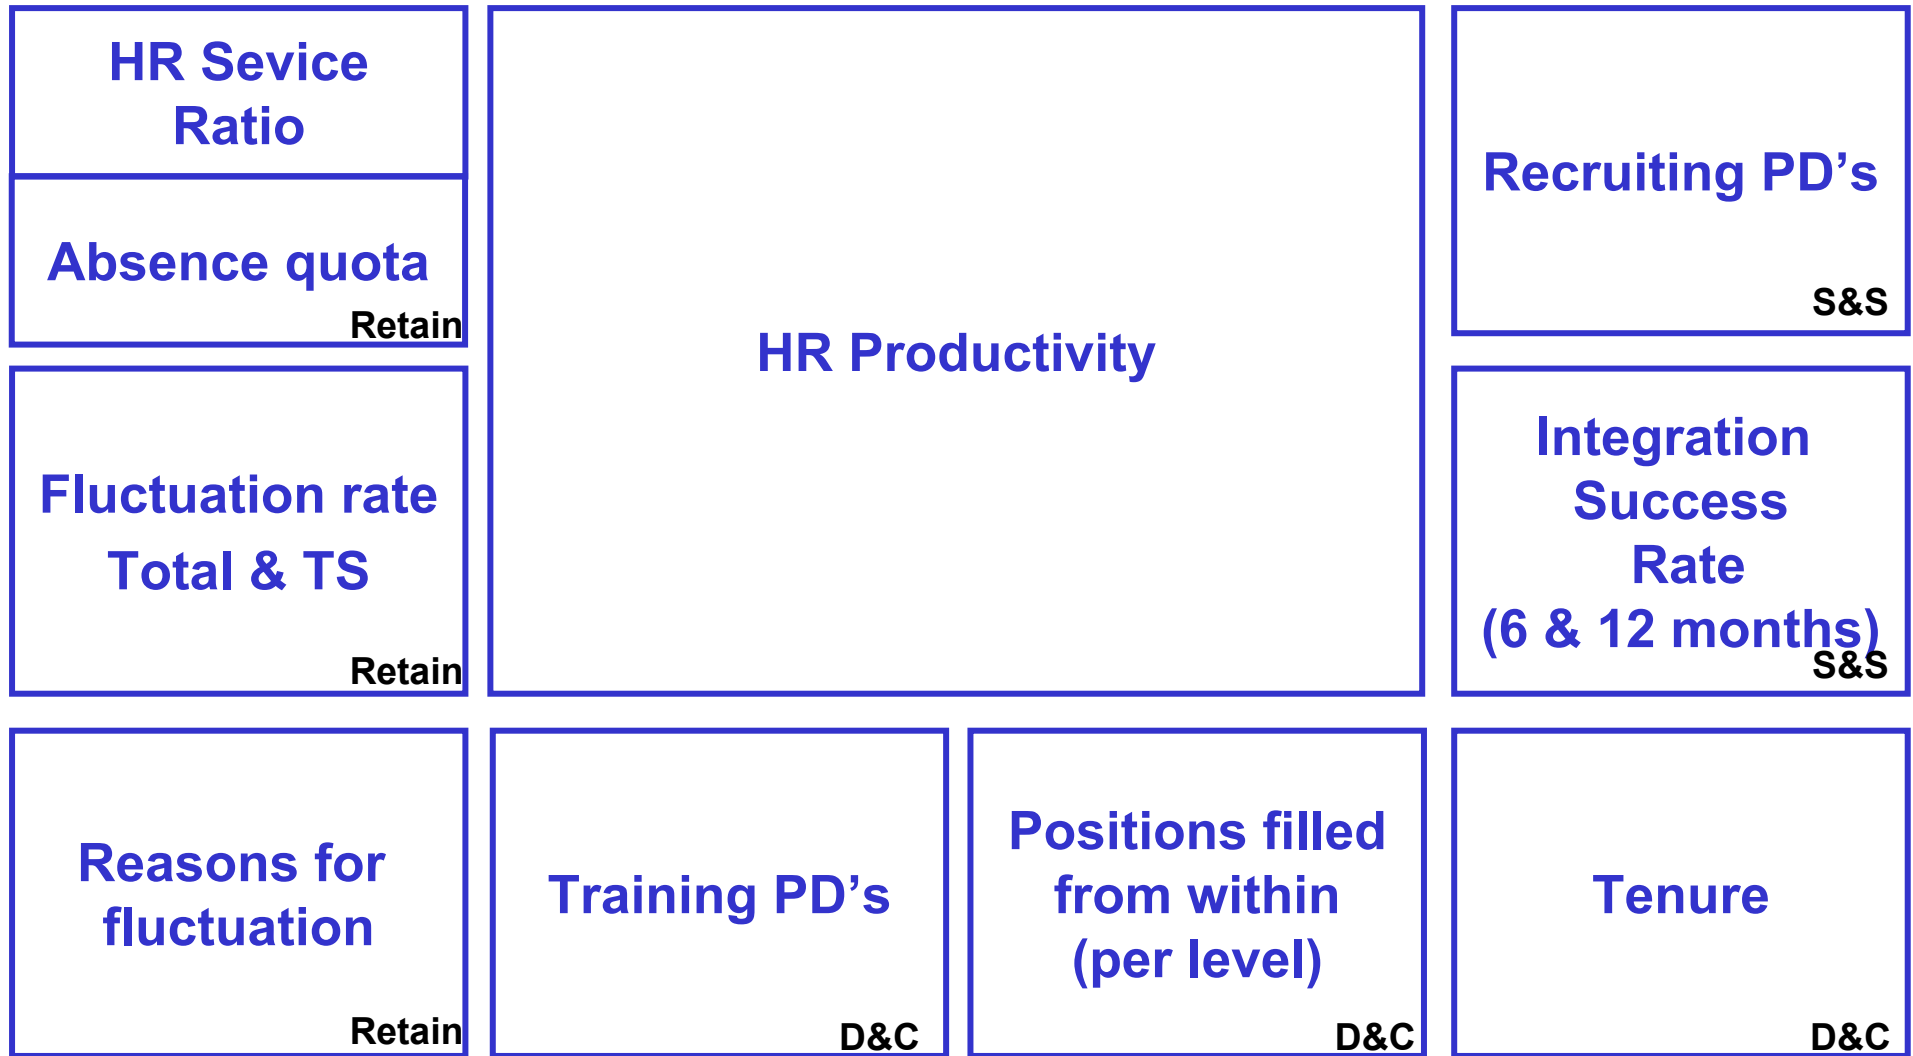 HR Sevice
Ratio
Absence quota
Retain
HR Productivity
Recruiting PD’s
S&S
Fluctuation rate
Total & TS
Retain
Integration
Success
Rate
(6 & 12 months)
S&S
Reasons for
fluctuation
Retain
Training PD’s
D&C
Positions filled
from within
(per level)
D&C
Tenure
D&C